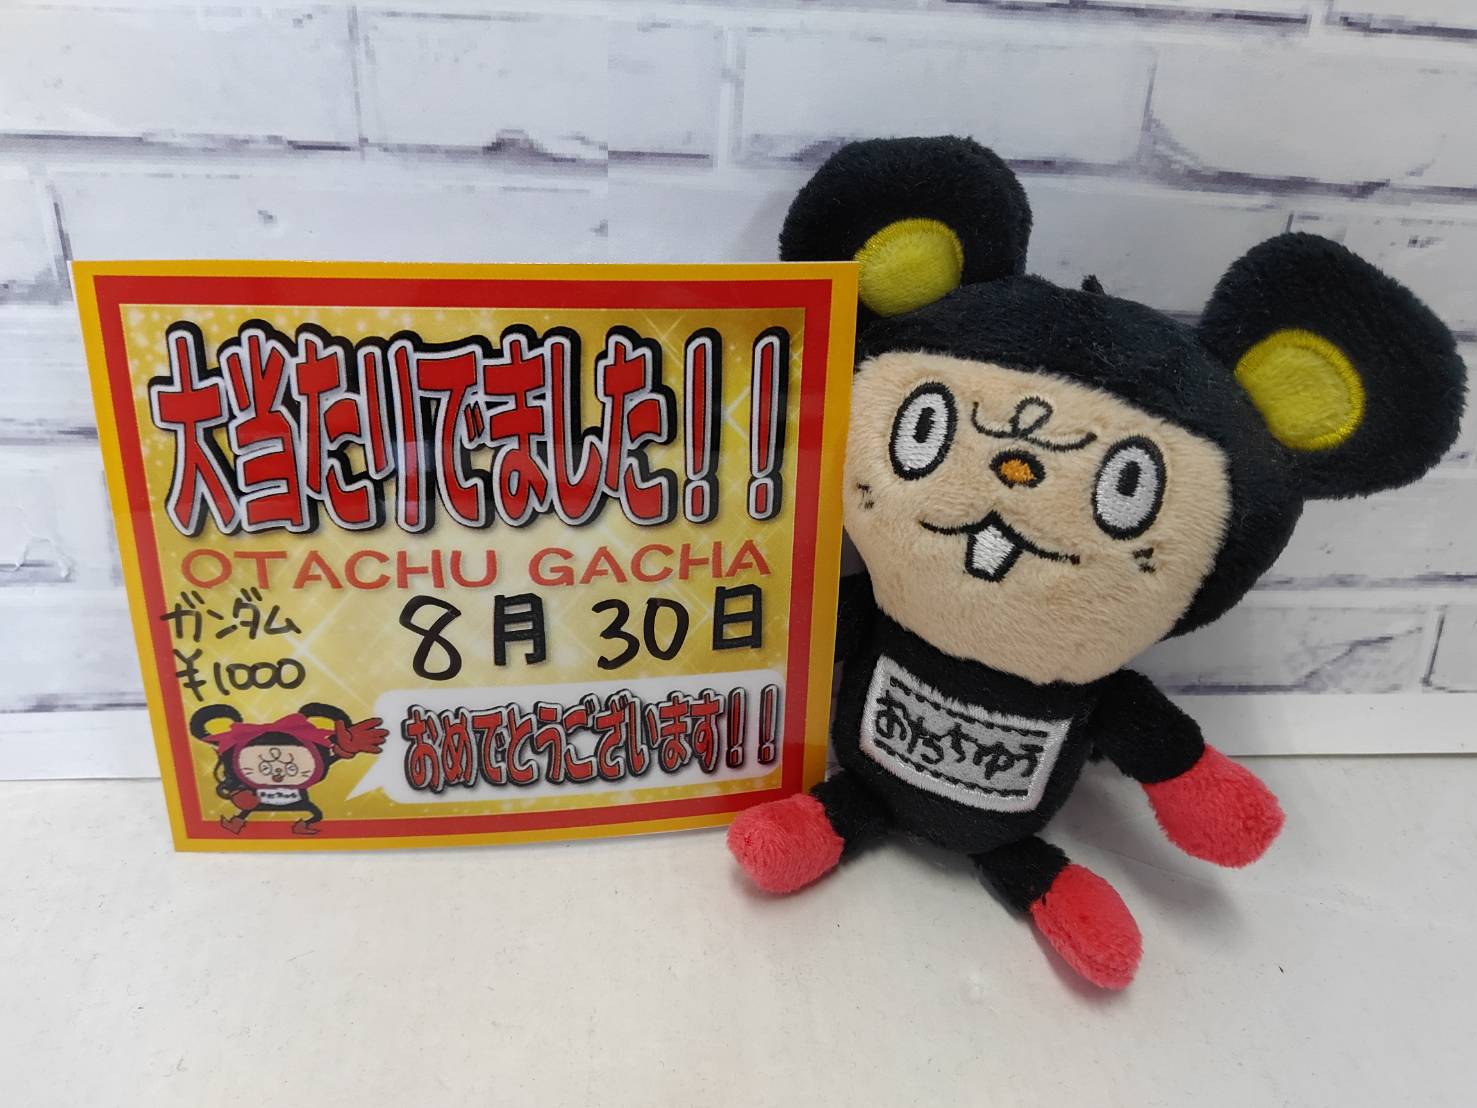 大当たりでました！！
OTACHU GACHA
ガンダム
¥1000
8月30日
おめでとうございます！！
おたちゅう